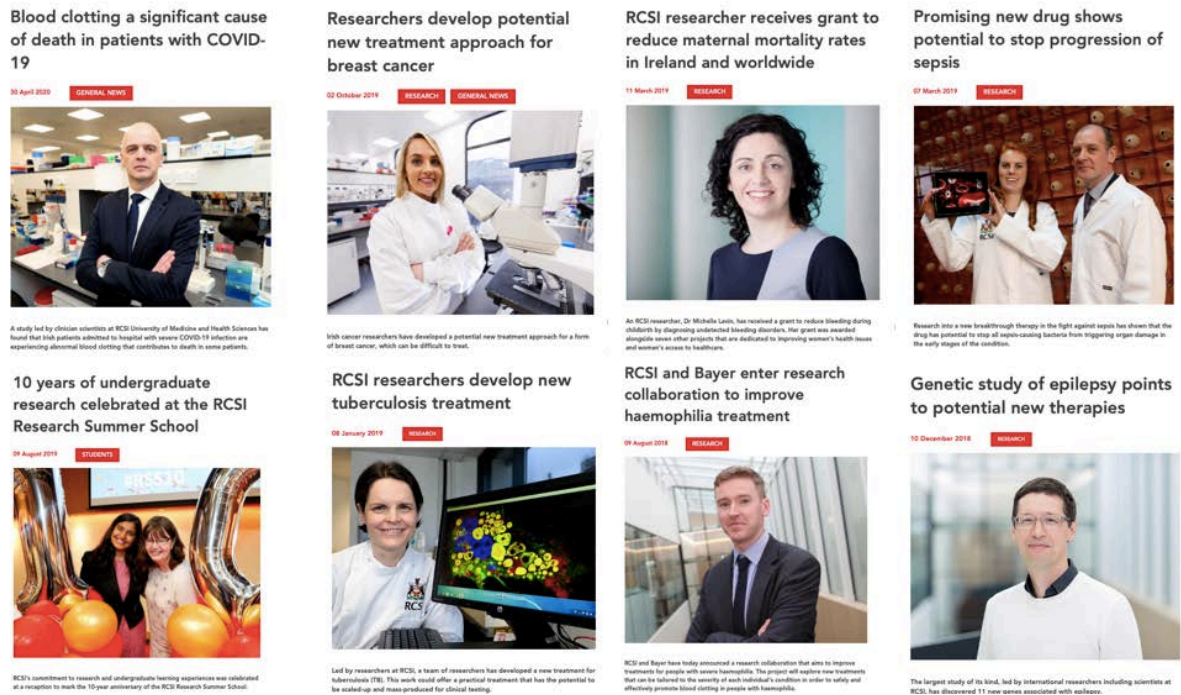 Blood clotting a significant cause
of death in patients with COVID-
19
30 April 2020 GENERAL NEWS
A study led by clinician scientists at RCSI University of Medicine and Health Sciences has
found that Irish patients admitted to hospital with severe COVID-19 infection are
experiencing abnormal blood clotting that contributes to death in some patients.
Researchers develop potential
new treatment approach for
breast cancer
02 October 2019 RESEARCH GENERAL NEWS
Irish cancer researchers have developed a potential new treatment approach for a form
of breast cancer, which can be difficult to treat.
RCSI researcher receives grant to
reduce maternal mortality rates
in Ireland and worldwide
11 March 2019 RESEARCH
An RCSI researcher, Dr Michelle Lavin, has received a grant to reduce bleeding during
childbirth by diagnosing undetected bleeding disorders. Her grant was awarded
alongside seven other projects that are dedicated to improving women's health issues
and women's access to healthcare.
Promising new drug shows
potential to stop progression of
sepsis
07 March 2019 RESEARCH
RCSI
Research into a new breakthrough therapy in the fight against sepsis has shown that the
drug has potential to stop all sepsis-causing bacteria from triggering organ damage in
the early stages of the condition.
10 years of undergraduate
research celebrated at the RCSI
Research Summer School
09 August 2019 STUDENTS
#RSS10
RCSI's commitment to research and undergraduate learning experiences was celebrated
at a reception to mark the 10-year anniversary of the RCSI Research Summer School.
RCSI researchers develop new
tuberculosis treatment
08 January 2019 RESEARCH
RCSI
Led by researchers at RCSI, a team of researchers has developed a new treatment for
tuberculosis (TB). This work could offer a practical treatment that has the potential to
be scaled-up and mass-produced for clinical testing.
RCSI and Bayer enter research
collaboration to improve
haemophilia treatment
09 August 2018 RESEARCH
RCSI and Bayer have today announced a research collaboration that aims to improve
treatments for people with severe haemophilia. The project will explore new treatments
that can be tailored to the severity of each individual's condition in order to safely and
effectively promote blood clotting in people with haemophilia.
Genetic study of epilepsy points
to potential new therapies
10 December 2018 RESEARCH
The largest study of its kind, led by international researchers including scientists at
RCSI, has discovered 11 new genes associated with epilepsy.